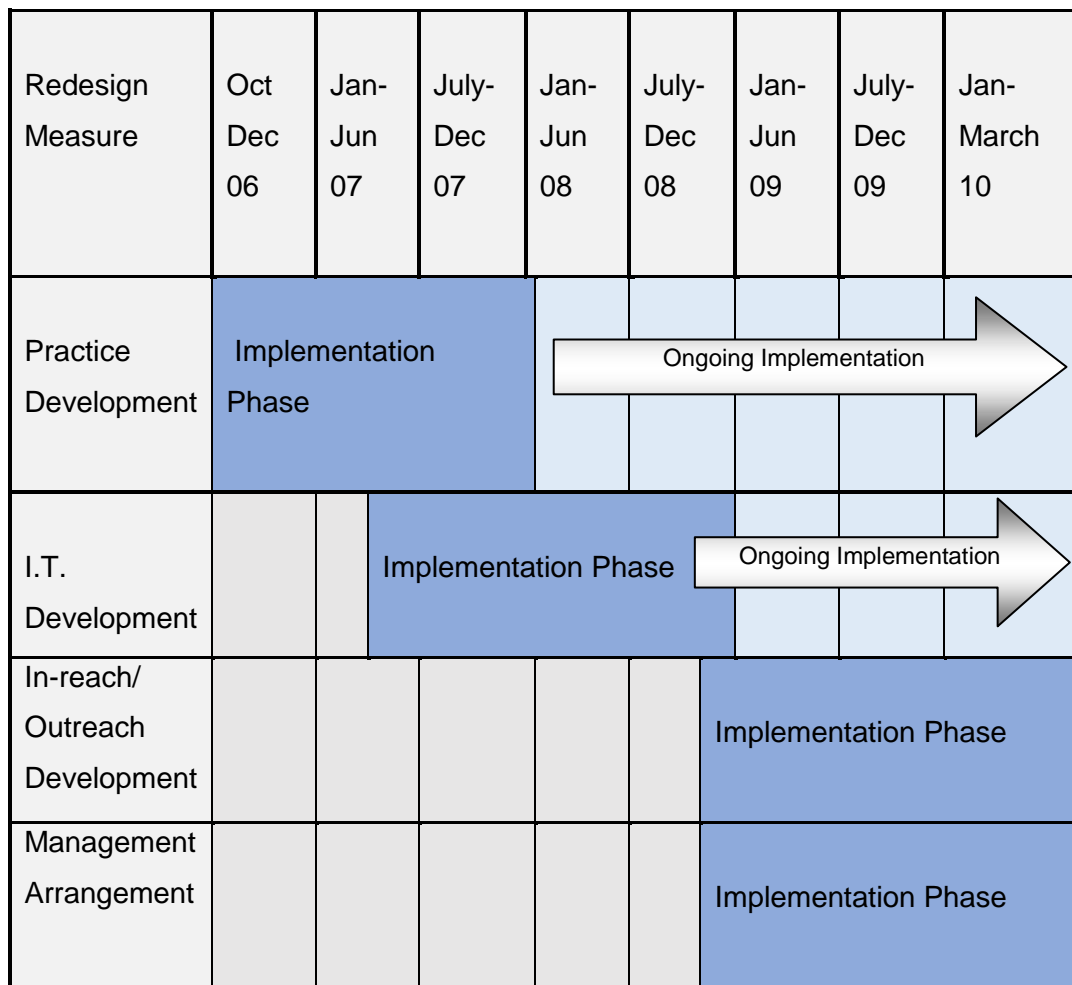 Redesign
Measure
Oct
Dec
06
Jan-
Jun
07
July-
Dec
07
Jan-
Jun
08
July-
Dec
08
Jan-
Jun
09
July-
Dec
09
Jan-
March
10
Practice
Development
Implementation
Phase
Ongoing Implementation
I.T.
Development
Implementation Phase
Ongoing Implementation
In-reach/
Outreach
Development
Implementation Phase
Management
Arrangement
Implementation Phase